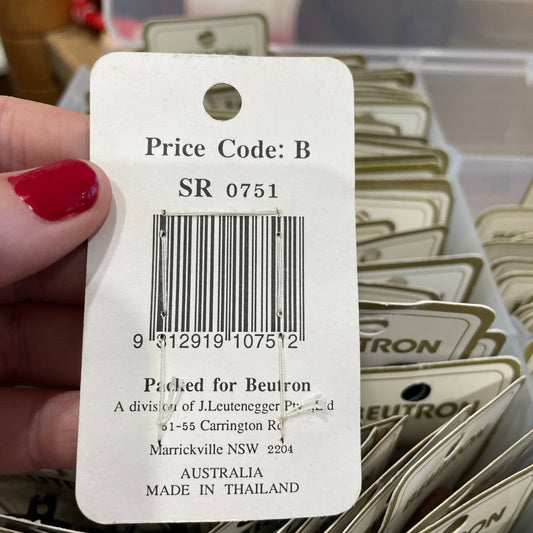 BEUTRON
Price Code: B
SR 0751
9 312919 107512
Packed for Beutron
A division of J.Leutenegger Pty.,Ltd
51-55 Carrington Rd
Marrickville NSW 2204
AUSTRALIA
MADE IN THAILAND
TRON
BEUTRON